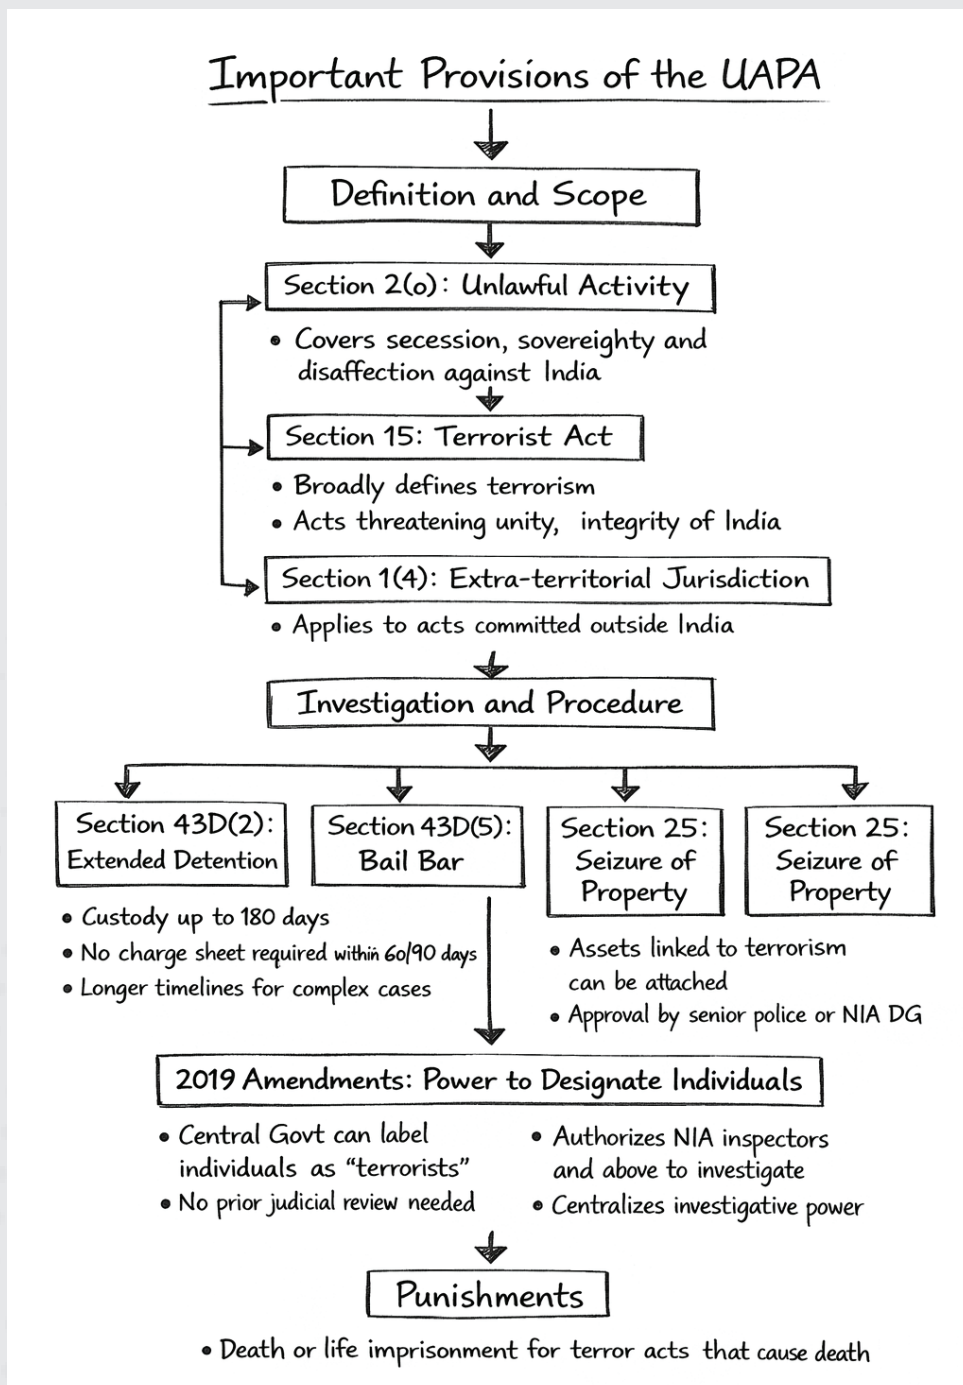 Important Provisions of the UAPA
Definition and Scope
Section 2(o): Unlawful Activity
• Covers secession, sovereighty and
disaffection against India
Section 15: Terrorist Act
• Broadly defines terrorism
• Acts threatening unity, integrity of India
Section 1(4): Extra-territorial Jurisdiction
• Applies to acts committed outside India
Investigation and Procedure
Section 43D(2):
Extended Detention
• Custody up to 180 days
• No charge sheet required within 60/90 days
• Longer timelines for complex cases
Section 43D(5):
Bail Bar
Section 25:
Seizure of
Property
Section 25:
Seizure of
Property
• Assets linked to terrorism
can be attached
• Approval by senior police or NIA DG
2019 Amendments: Power to Designate Individuals
• Central Govt can label
individuals as “terrorists”
• No prior judicial review needed
• Authorizes NIA inspectors
and above to investigate
• Centralizes investigative power
Punishments
• Death or life imprisonment for terror acts that cause death